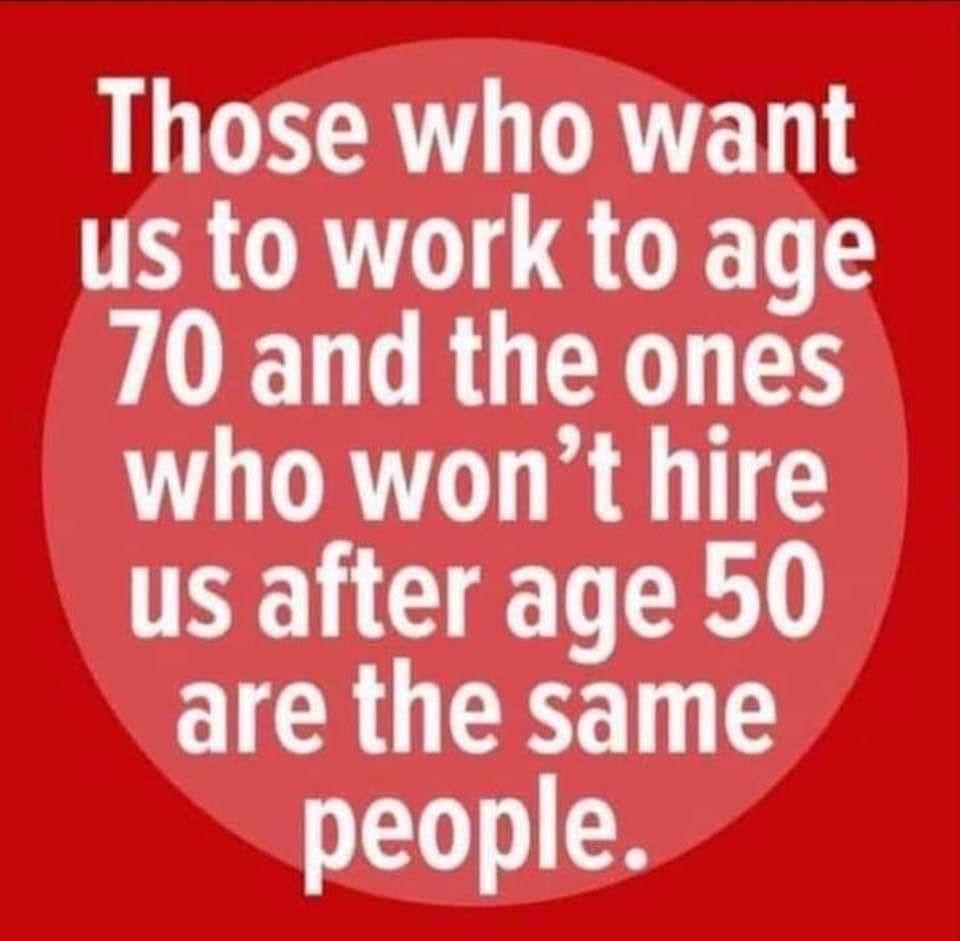 Those who want
us to work to age
70 and the ones
who won’t hire
us after age 50
are the same
people.